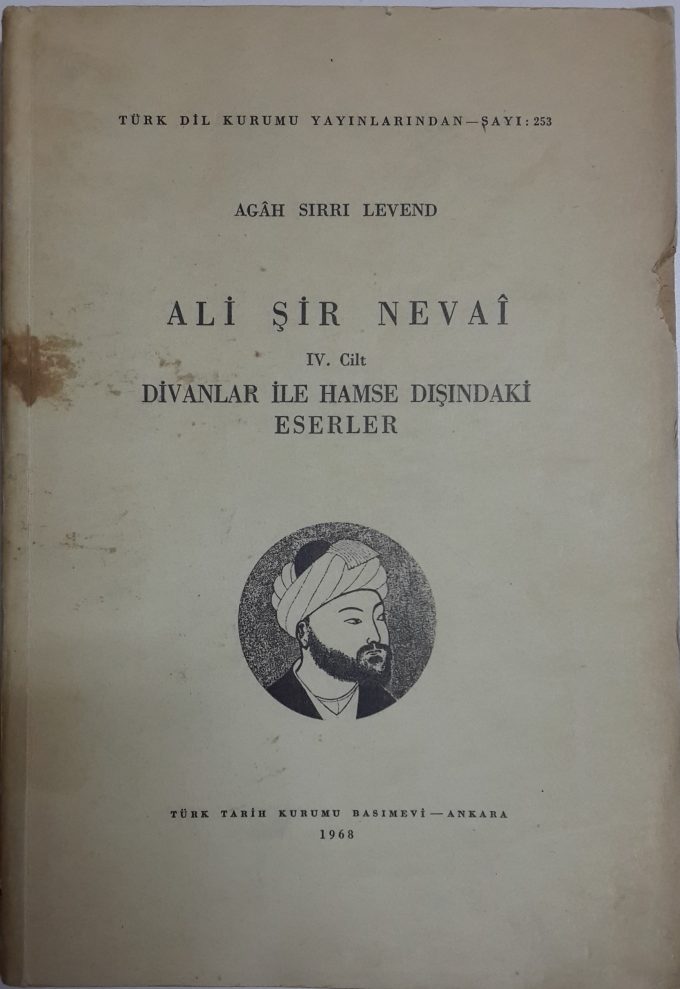 TÜRK DİL KURUMU YAYINLARINDAN—SAYI: 253
AGÂH SIRRI LEVEND
ALİ ŞİR NEVAÎ
IV. Cilt
DİVANLAR İLE HAMSE DIŞINDAKİ
ESERLER
TÜRK TARİH KURUMU BASIMEVİ—ANKARA
1968